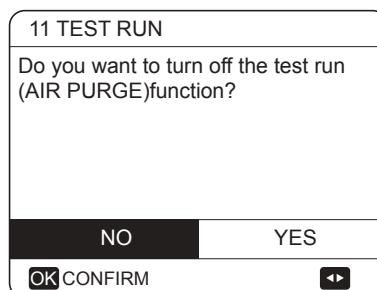 11 TEST RUN
Do you want to turn off the test run
(AIR PURGE)function?
NO YES
OK CONFIRM